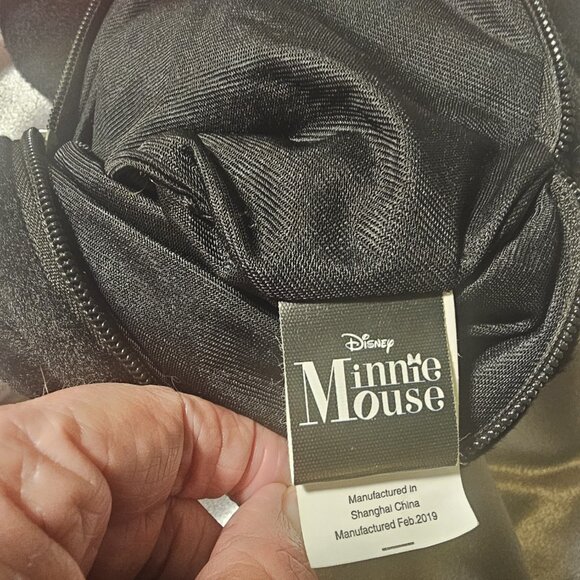 Disney
Minnie
Mouse
Manufactured in
Shanghai China
Manufactured Feb.2019